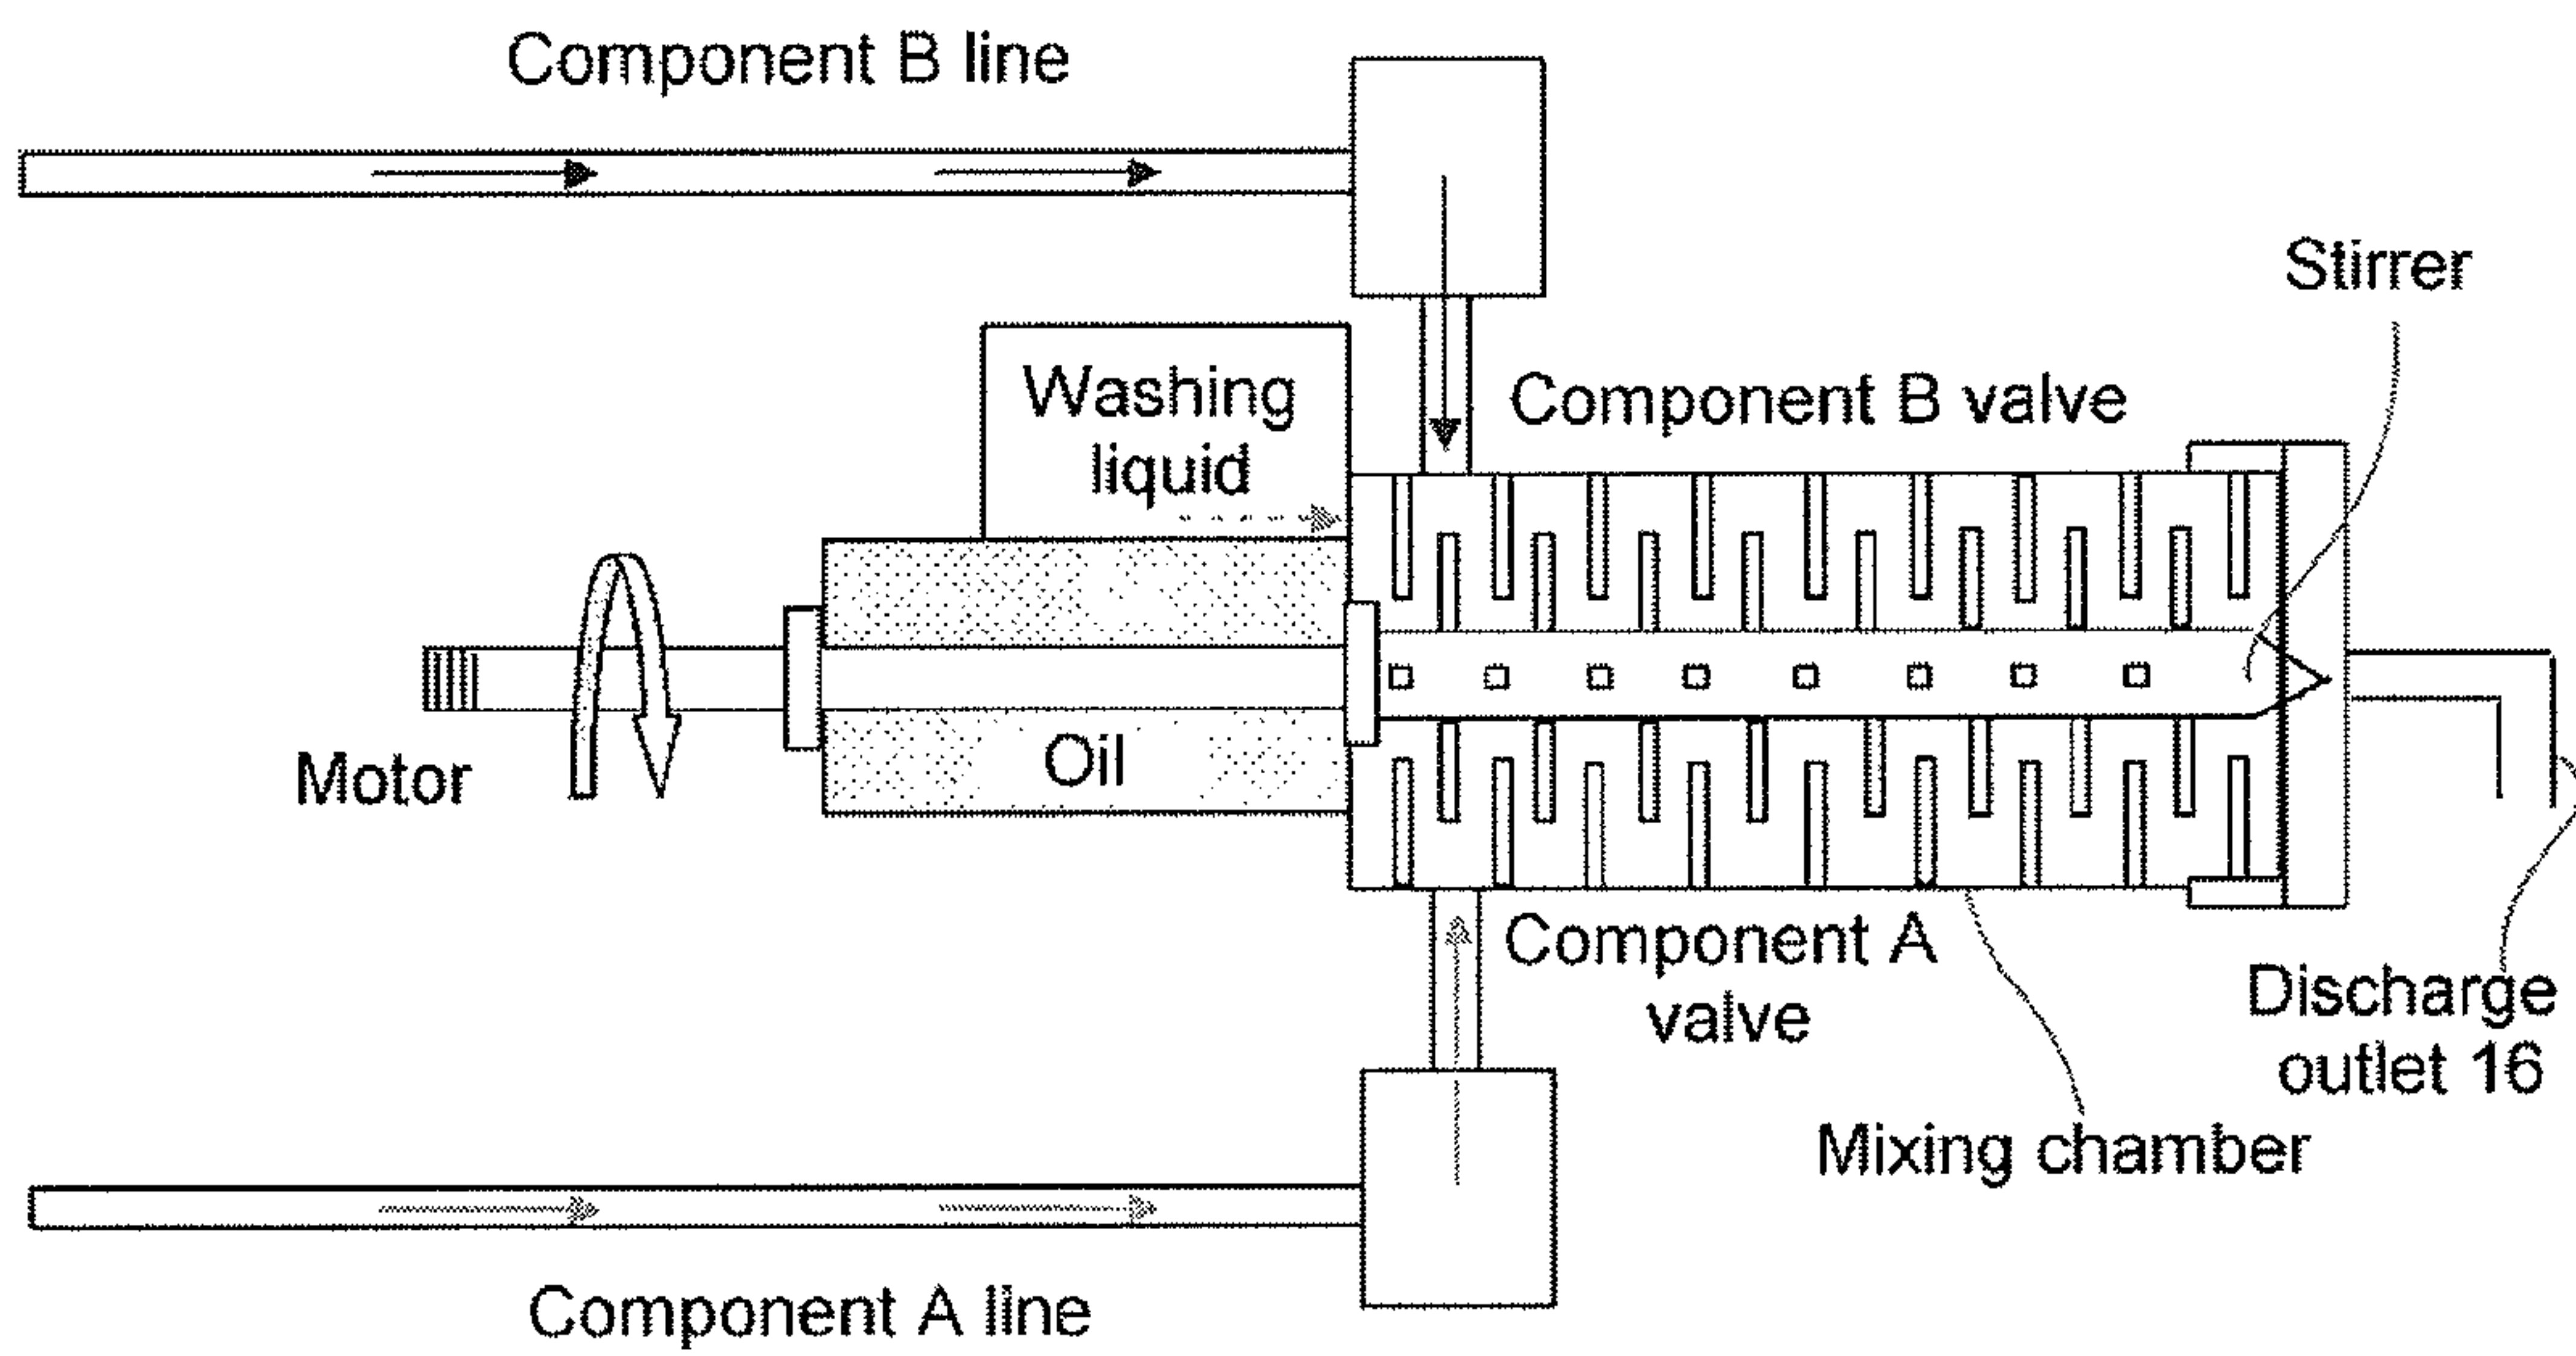 Component B line
Stirrer
Washing
liquid
Component B valve
Motor
Oil
Component A
valve
Discharge
outlet 16
Mixing chamber
Component A line